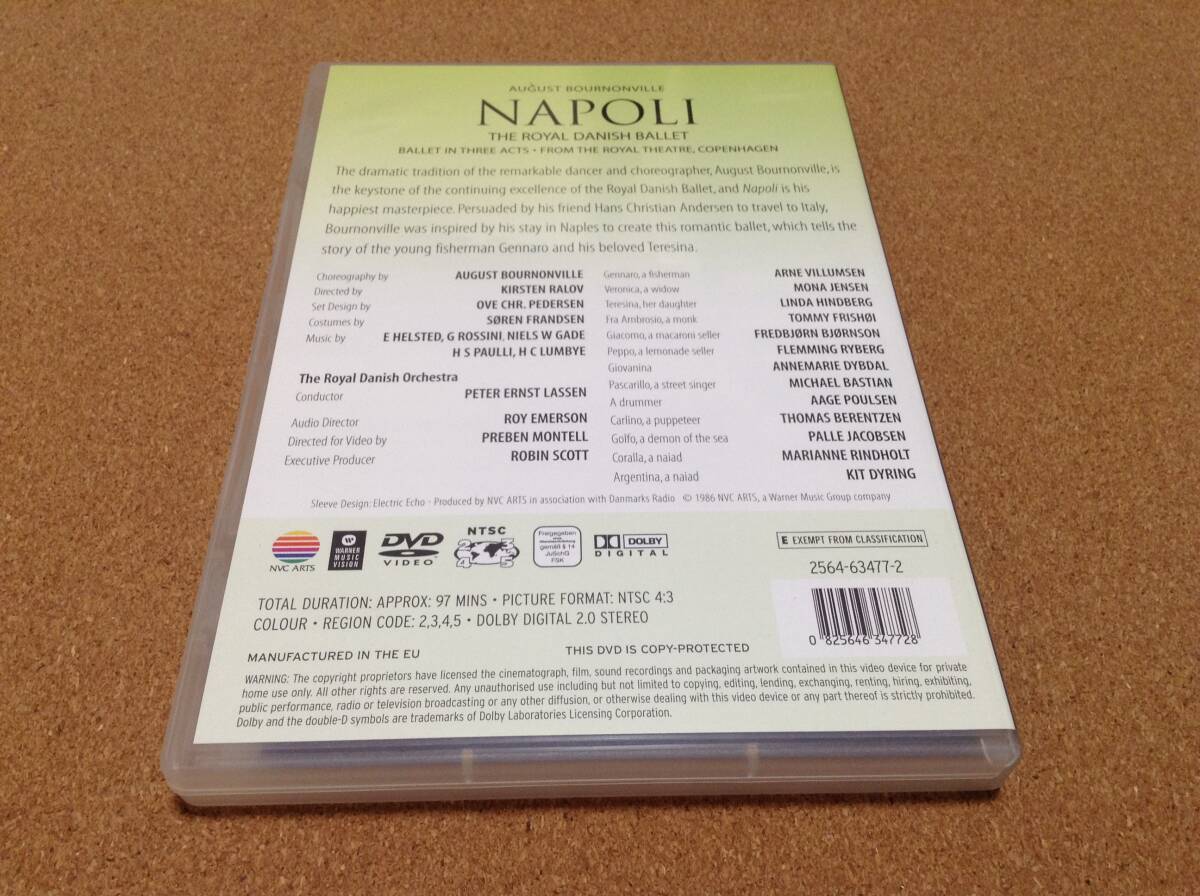 AUGUST BOURNONVILLE
NAPOLI
THE ROYAL DANISH BALLET
BALLET IN THREE ACTS • FROM THE ROYAL THEATRE, COPENHAGEN
The dramatic tradition of the remarkable dancer and choreographer, August Bournonville, is
the keystone of the continuing excellence of the Royal Danish Ballet, and Napoli is his
happiest masterpiece. Persuaded by his friend Hans Christian Andersen to travel to Italy,
Bournonville was inspired by his stay in Naples to create this romantic ballet, which tells the
story of the young fisherman Gennaro and his beloved Teresina.
Choreography by AUGUST BOURNONVILLE
Directed by KIRSTEN RALOV
Set Design by OVE CHR. PEDERSEN
Costumes by SØREN FRANDSEN
Music by E HELSTED, G ROSSINI, NIELS W GADE
H S PAULLI, H C LUMBYE
The Royal Danish Orchestra
Conductor PETER ERNST LASSEN
Audio Director ROY EMERSON
Directed for Video by PREBEN MONTELL
Executive Producer ROBIN SCOTT
Gennaro, a fisherman ARNE VILLUMSEN
Veronica, a widow MONA JENSEN
Teresina, her daughter LINDA HINDBERG
Fra Ambrosio, a monk TOMMY FRISHØI
Giacomo, a macaroni seller FREDBJØRN BJØRNSON
Peppo, a lemonade seller FLEMMING RYBERG
Giovanina ANNEMARIE DYBDAL
Pascarillo, a street singer MICHAEL BASTIAN
A drummer AAGE POULSEN
Carlino, a puppeteer THOMAS BERENTZEN
Golfo, a demon of the sea PALLE JACOBSEN
Coralla, a naiad MARIANNE RINDHOLT
Argentina, a naiad KIT DYRING
Sleeve Design: Electric Echo • Produced by NVC ARTS in association with Danmarks Radio © 1986 NVC ARTS, a Warner Music Group company
NVC ARTS
WARNER MUSIC VISION
DVD VIDEO
NTSC
2 3 4 5
Freigegeben
gemäß § 14
JuSchG
FSK
DOLBY
DIGITAL
E EXEMPT FROM CLASSIFICATION
2564-63477-2
0 825646 347728
TOTAL DURATION: APPROX: 97 MINS • PICTURE FORMAT: NTSC 4:3
COLOUR • REGION CODE: 2,3,4,5 • DOLBY DIGITAL 2.0 STEREO
MANUFACTURED IN THE EU
THIS DVD IS COPY-PROTECTED
WARNING: The copyright proprietors have licensed the cinematograph, film, sound recordings and packaging artwork contained in this video device for private
home use only. All other rights are reserved. Any unauthorised use including but not limited to copying, editing, lending, exchanging, renting, hiring, exhibiting,
public performance, radio or television broadcasting or any other diffusion, or otherwise dealing with this video device or any part thereof is strictly prohibited.
Dolby and the double-D symbols are trademarks of Dolby Laboratories Licensing Corporation.